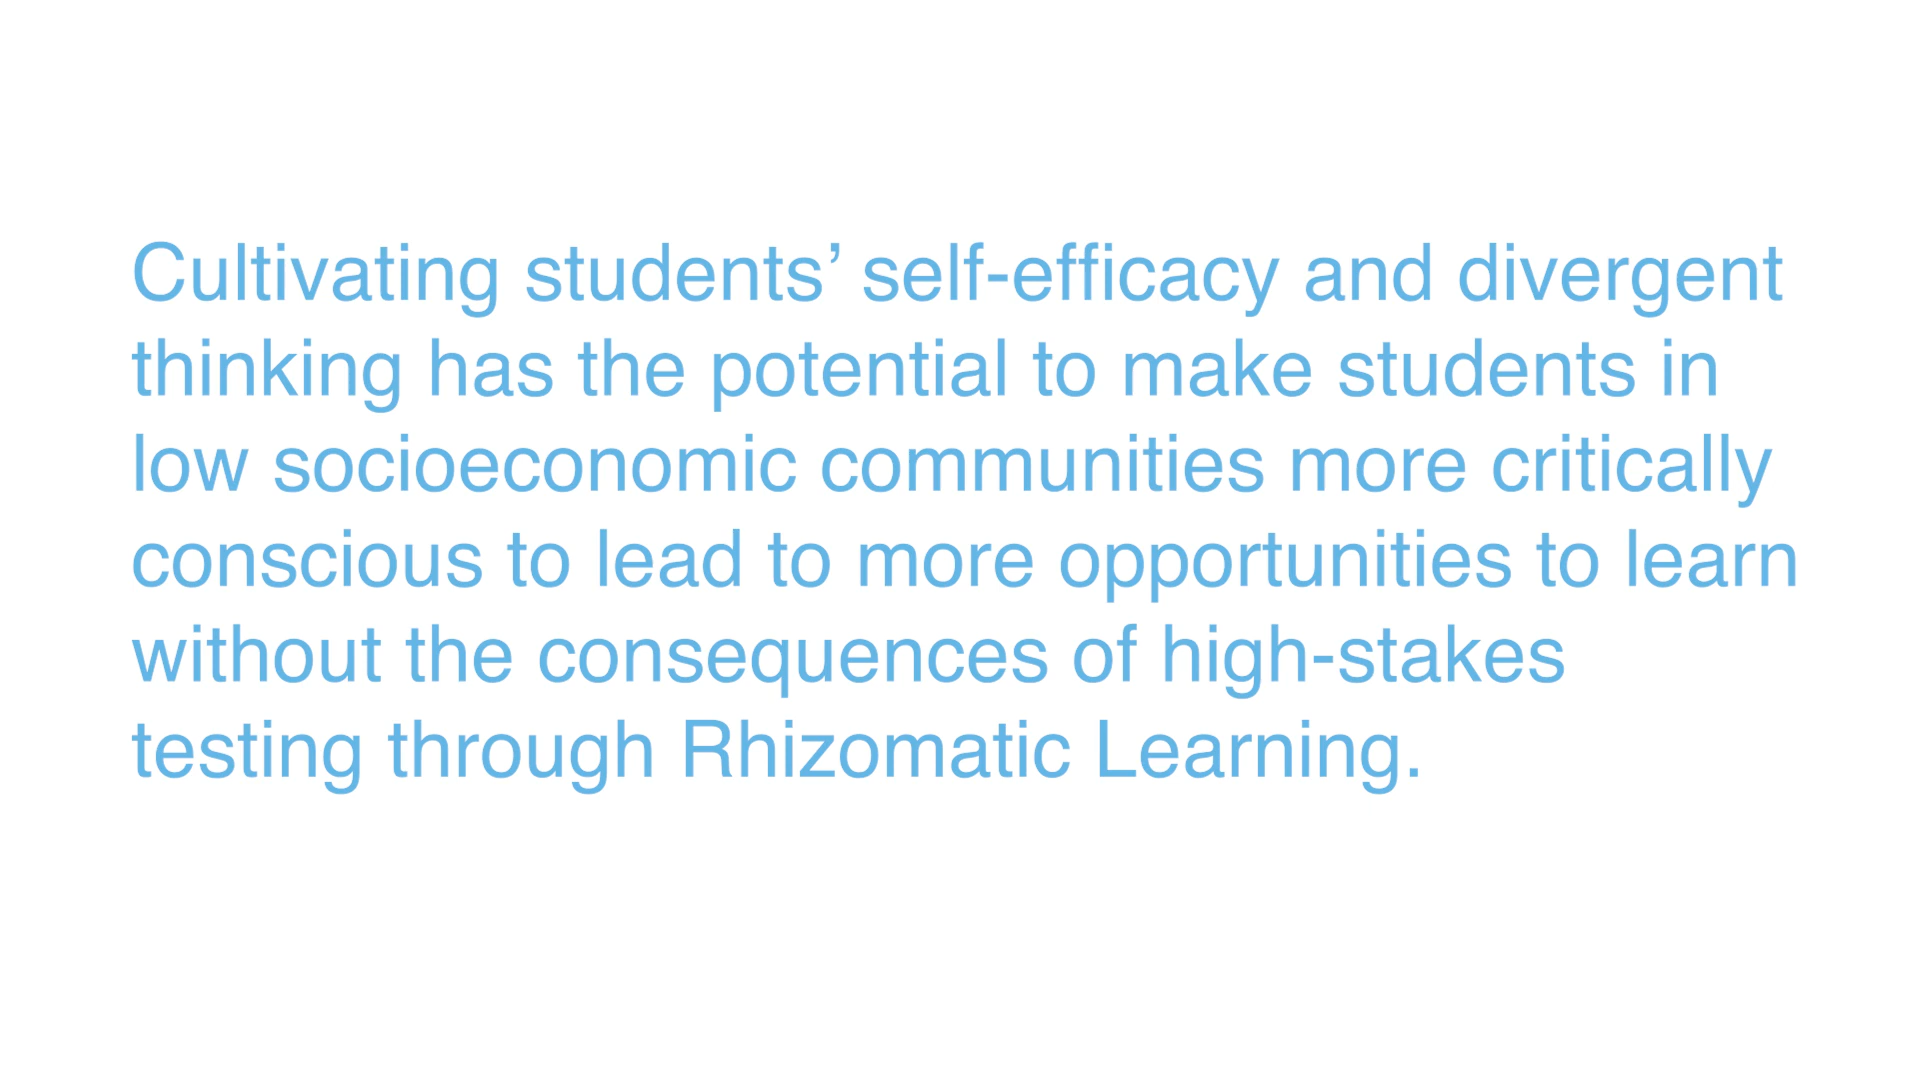 Cultivating students’ self-efficacy and divergent
thinking has the potential to make students in
low socioeconomic communities more critically
conscious to lead to more opportunities to learn
without the consequences of high-stakes
testing through Rhizomatic Learning.